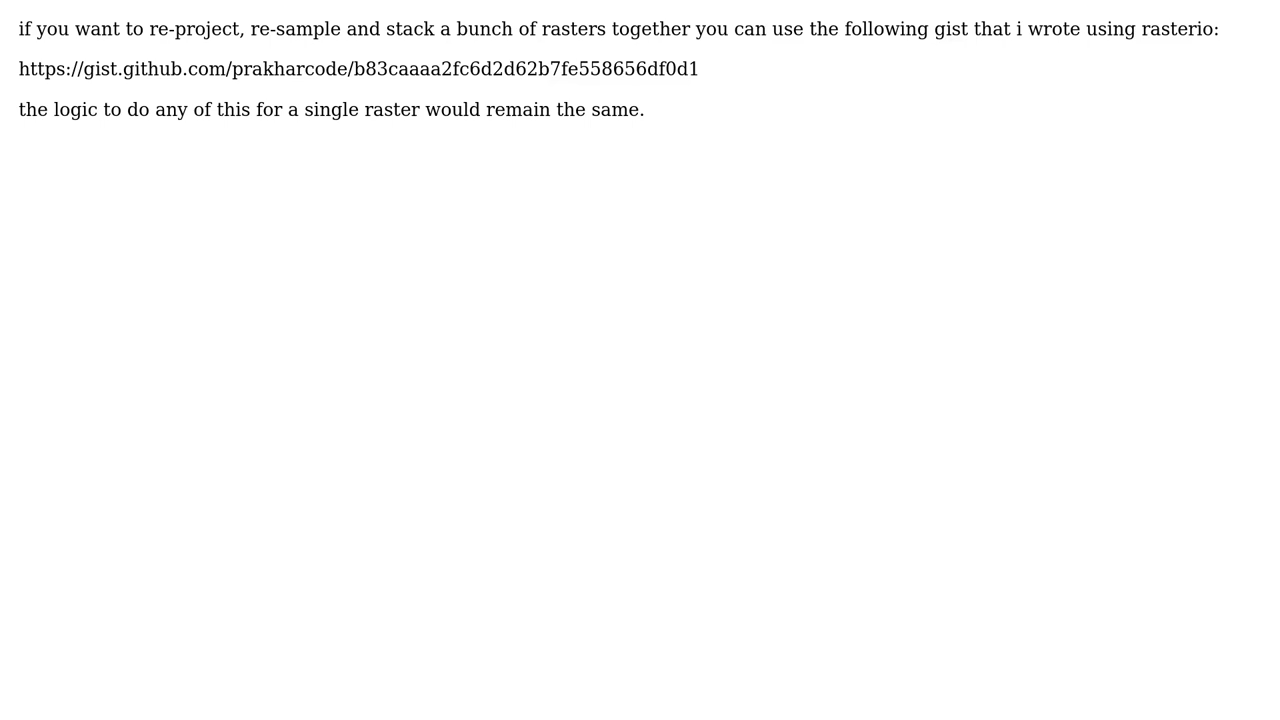 if you want to re-project, re-sample and stack a bunch of rasters together you can use the following gist that i wrote using rasterio:
https://gist.github.com/prakharcode/b83caaaa2fc6d2d62b7fe558656df0d1
the logic to do any of this for a single raster would remain the same.